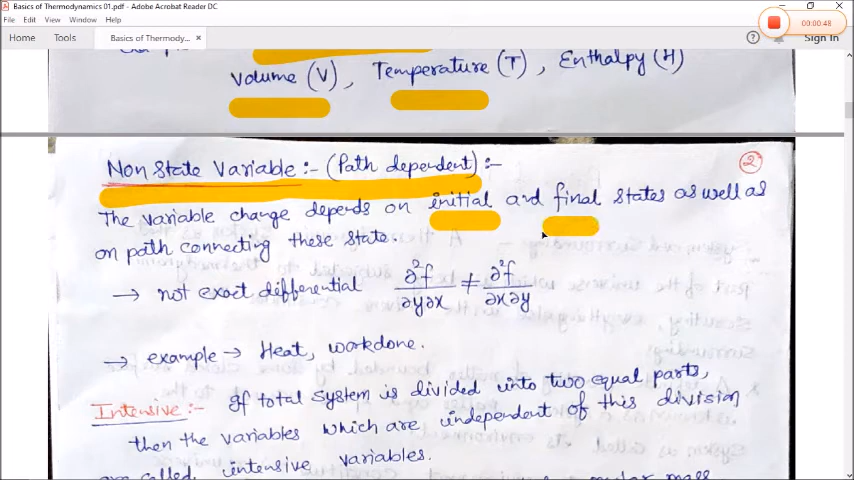 Basics of Thermodynamics 01.pdf - Adobe Acrobat Reader DC
File Edit View Window Help
00:00:48
Home Tools Basics of Thermody... × Sign In
Volume (V), Temperature (T), Enthalpy (H)
Non State Variable :- (Path dependent) :- 2
The variable change depends on initial and final states as well as
on path connecting these state.
→ not exact differential ∂²f/∂y∂x ≠ ∂²f/∂x∂y
→ example → Heat, workdone.
Intensive :- If total system is divided into two equal parts,
then the variables which are independent of this division
are called intensive variables.